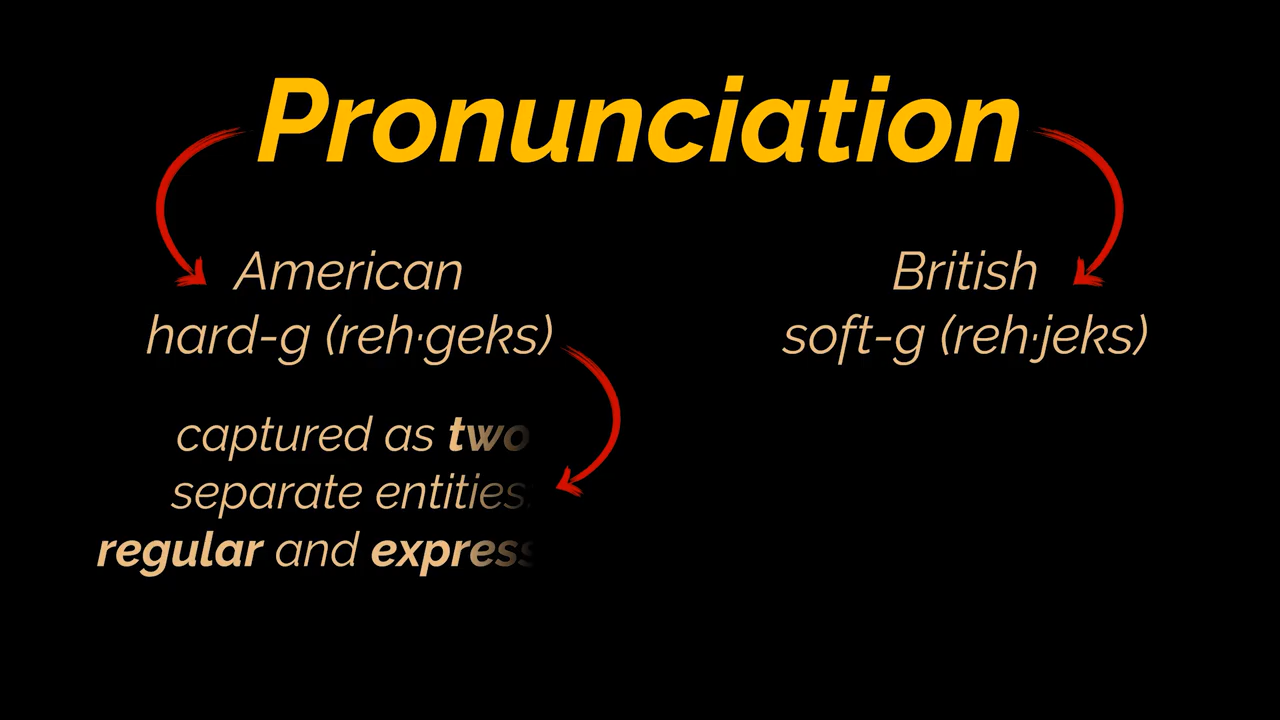 Pronunciation
American
hard-g (reh·geks)
British
soft-g (reh·jeks)
captured as two
separate entities.
regular and express